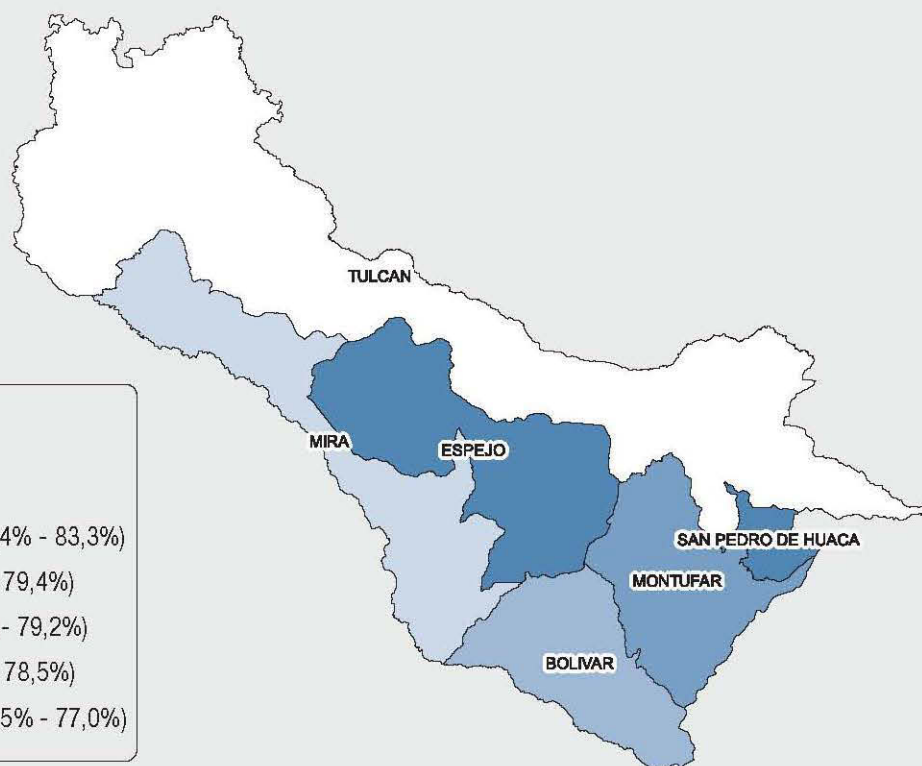 TULCAN
MIRA
ESPEJO
SAN PEDRO DE HUACA
MONTUFAR
BOLIVAR
4% - 83,3%)
79,4%)
- 79,2%)
78,5%)
5% - 77,0%)